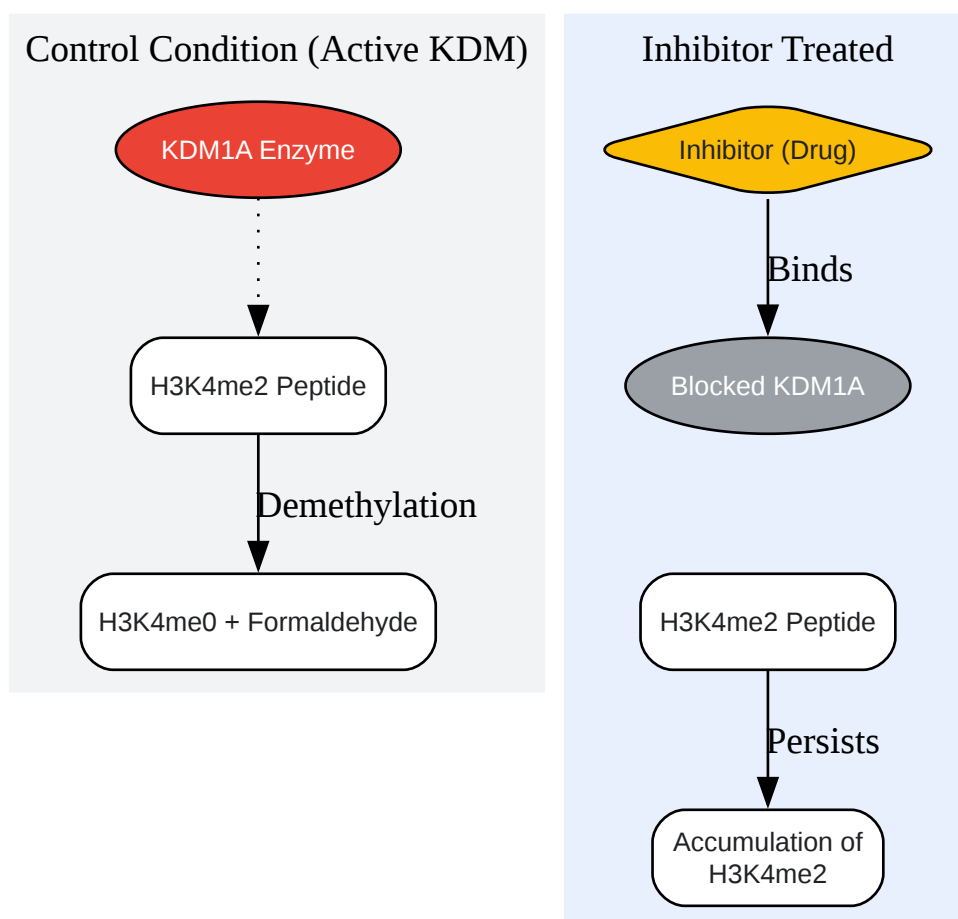 Control Condition (Active KDM)
KDM1A Enzyme
H3K4me2 Peptide
Demethylation
H3K4me0 + Formaldehyde
Inhibitor Treated
Inhibitor (Drug)
Binds
Blocked KDM1A
H3K4me2 Peptide
Persists
Accumulation of
H3K4me2